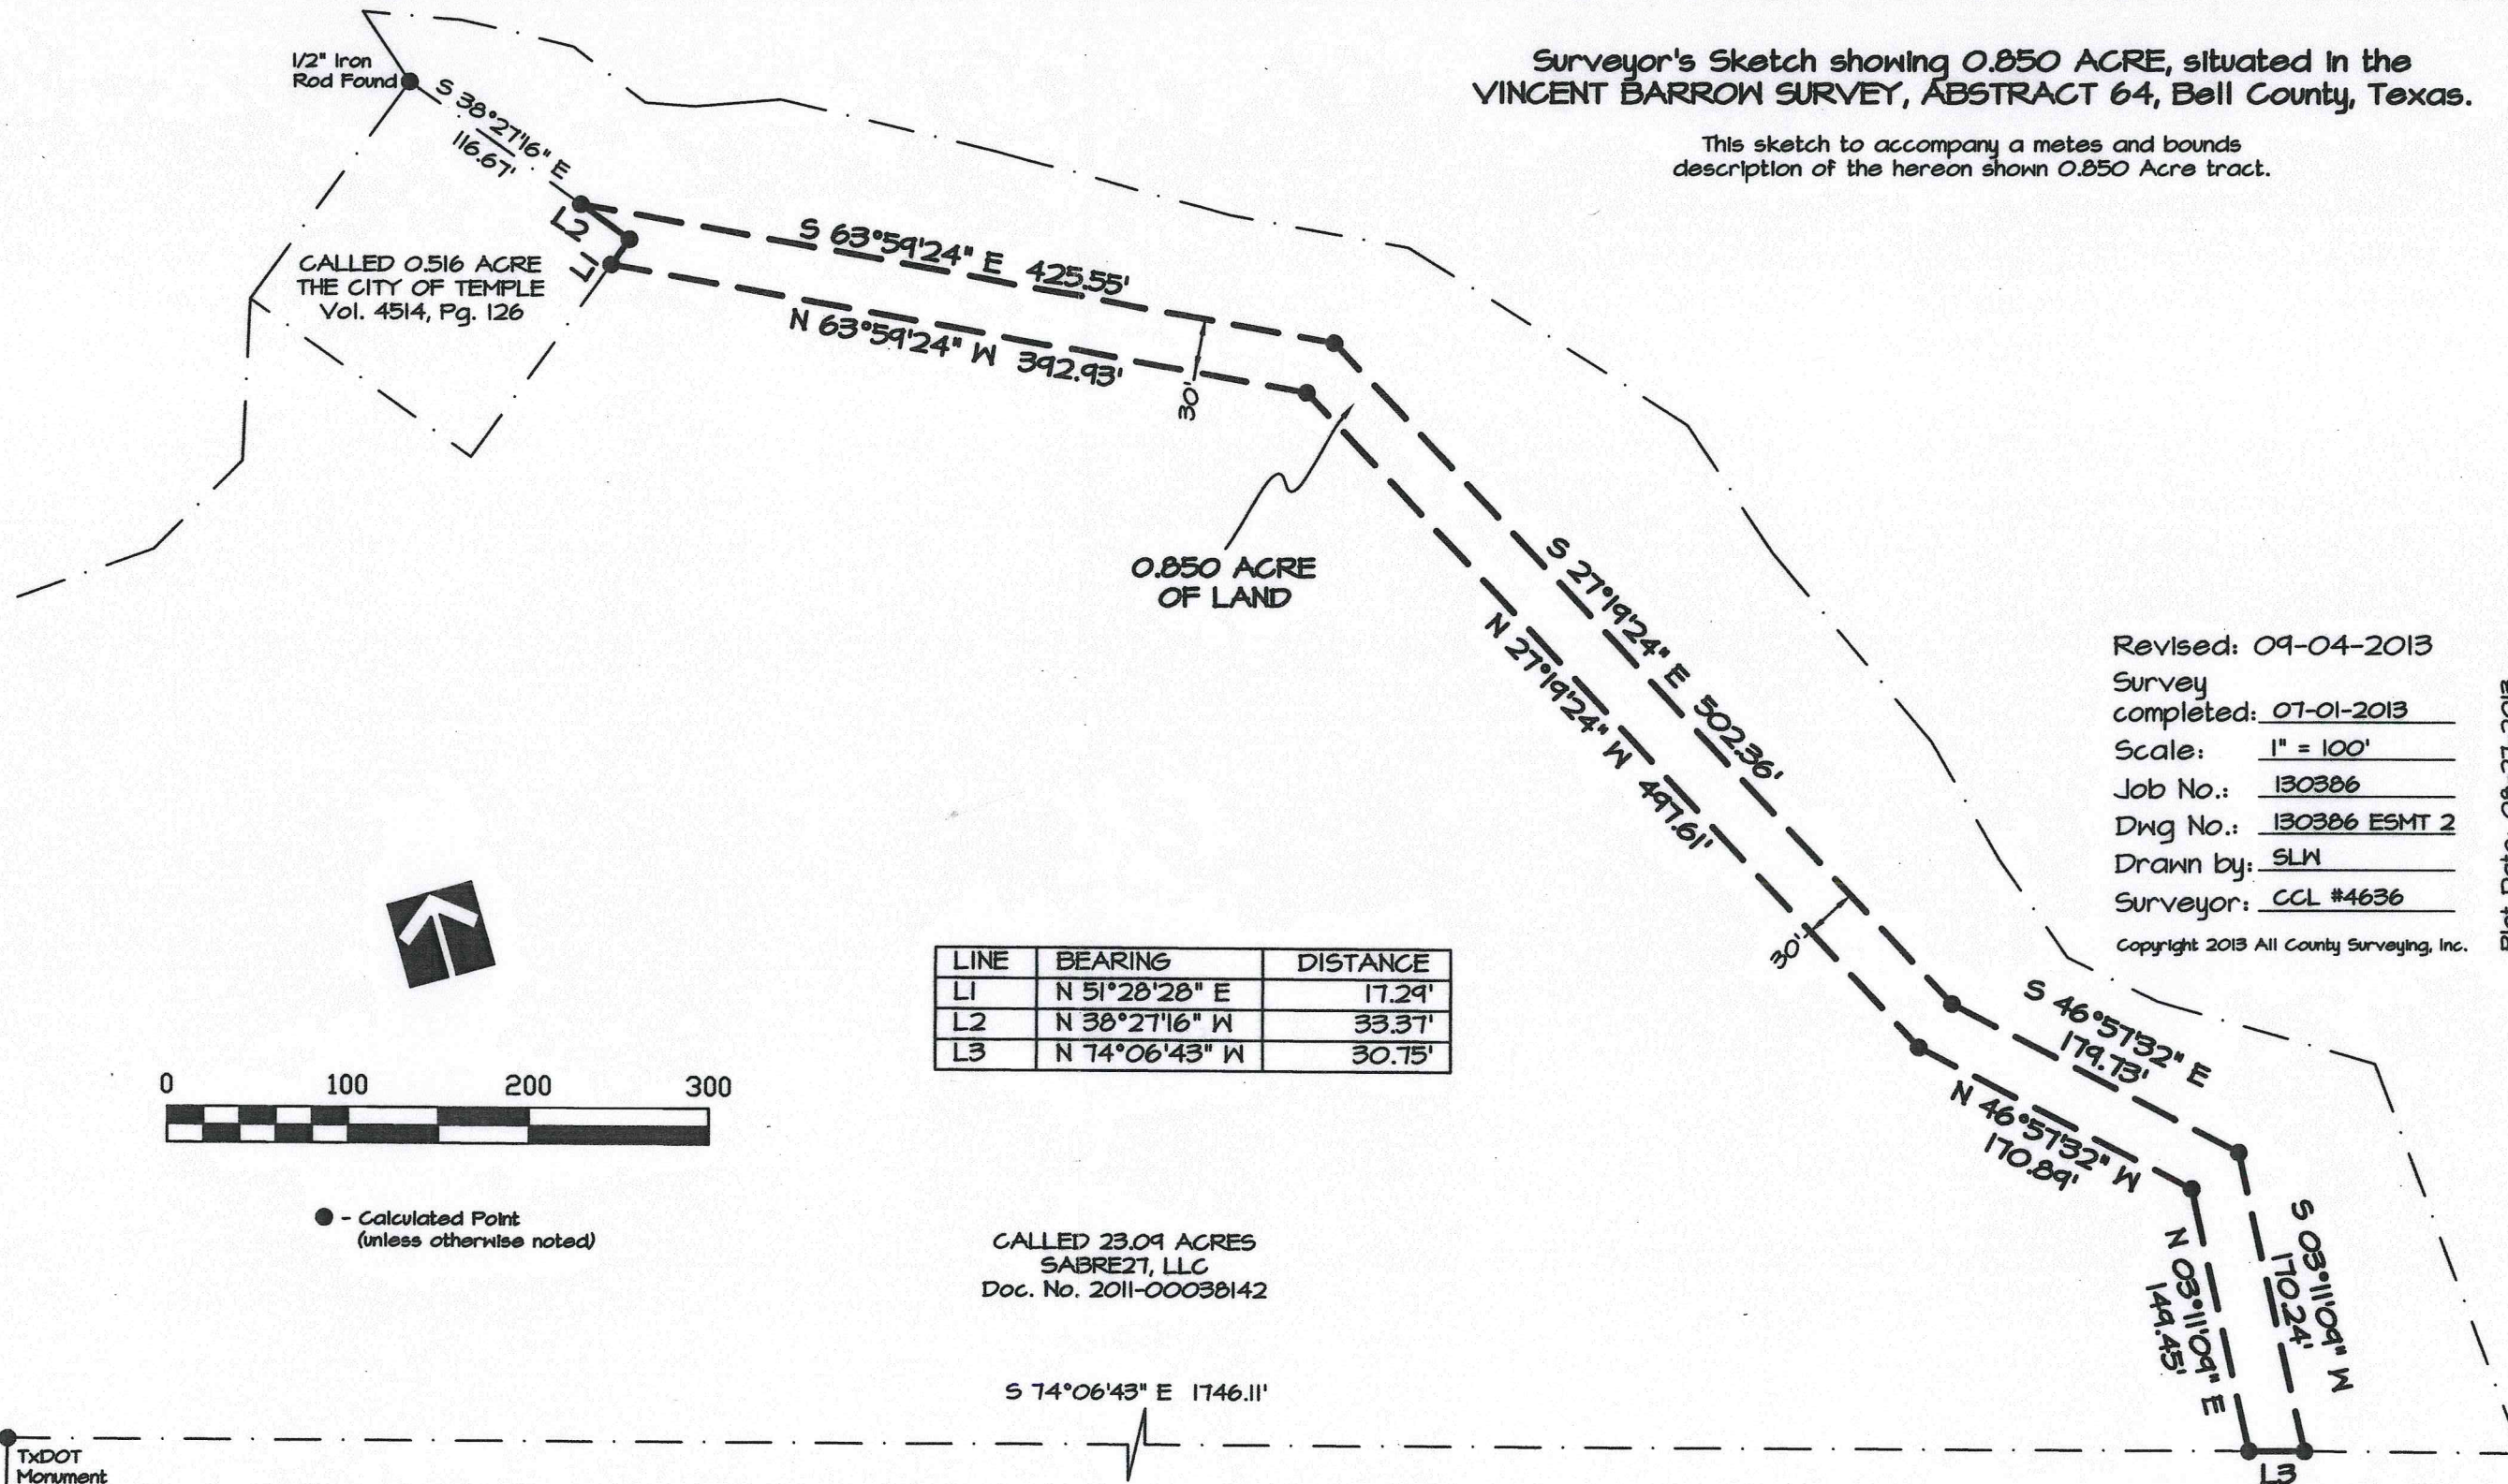 Surveyor's Sketch showing 0.850 ACRE, situated in the
VINCENT BARROW SURVEY, ABSTRACT 64, Bell County, Texas.
This sketch to accompany a metes and bounds
description of the hereon shown 0.850 Acre tract.
1/2" Iron
Rod Found
S 38°27'16" E
116.67'
L2
L1
CALLED 0.516 ACRE
THE CITY OF TEMPLE
Vol. 4514, Pg. 126
S 63°59'24" E 425.55'
N 63°59'24" W 392.93'
30'
0.850 ACRE
OF LAND
S 27°19'24" E 502.36'
N 27°19'24" W 497.61'
30'
Revised: 09-04-2013
Survey
completed: 07-01-2013
Scale: 1" = 100'
Job No.: 130386
Dwg No.: 130386 ESMT 2
Drawn by: SLW
Surveyor: CCL #4636
Copyright 2013 All County Surveying, Inc.
LINE BEARING DISTANCE
L1 N 51°28'28" E 17.29'
L2 N 38°27'16" W 33.37'
L3 N 74°06'43" W 30.75'
S 46°57'32" E
179.73'
N 46°57'32" W
170.89'
0 100 200 300
- Calculated Point
(unless otherwise noted)
CALLED 23.09 ACRES
SABRE27, LLC
Doc. No. 2011-00038142
S 03°11'09" W
170.24'
N 03°11'09" E
149.45'
S 74°06'43" E 1746.11'
TxDOT
Monument
L3